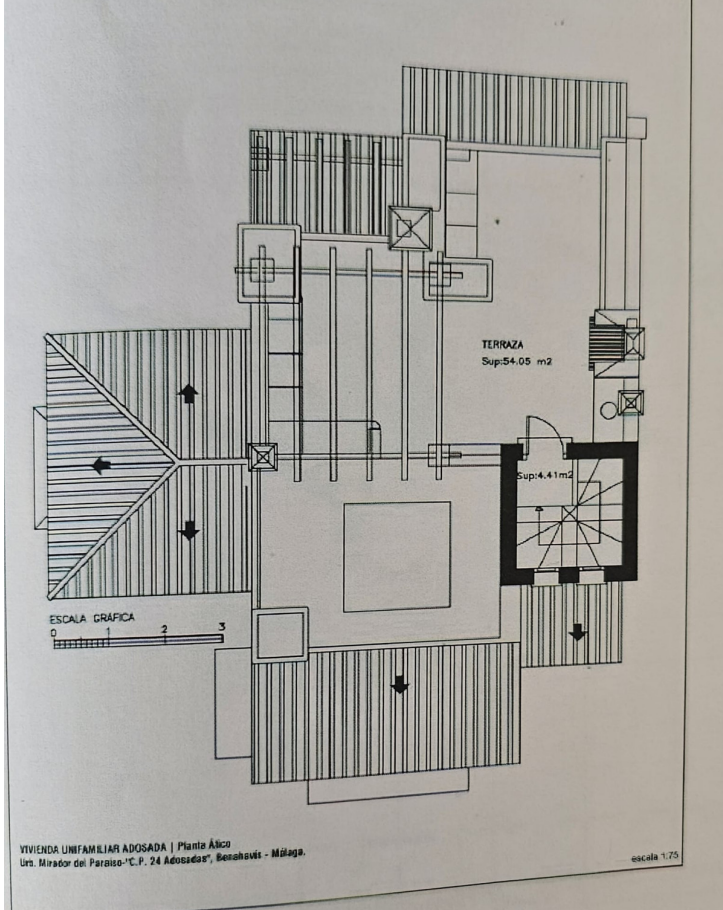 TERRAZA
Sup:54.05 m2
Sup:4.41m2
ESCALA GRÁFICA
0 1 2 3
VIVIENDA UNIFAMILIAR ADOSADA | Planta Ático
Urb. Mirador del Paraiso-"C.P. 24 Adosadas", Benahavís - Málaga.
escala 1:75